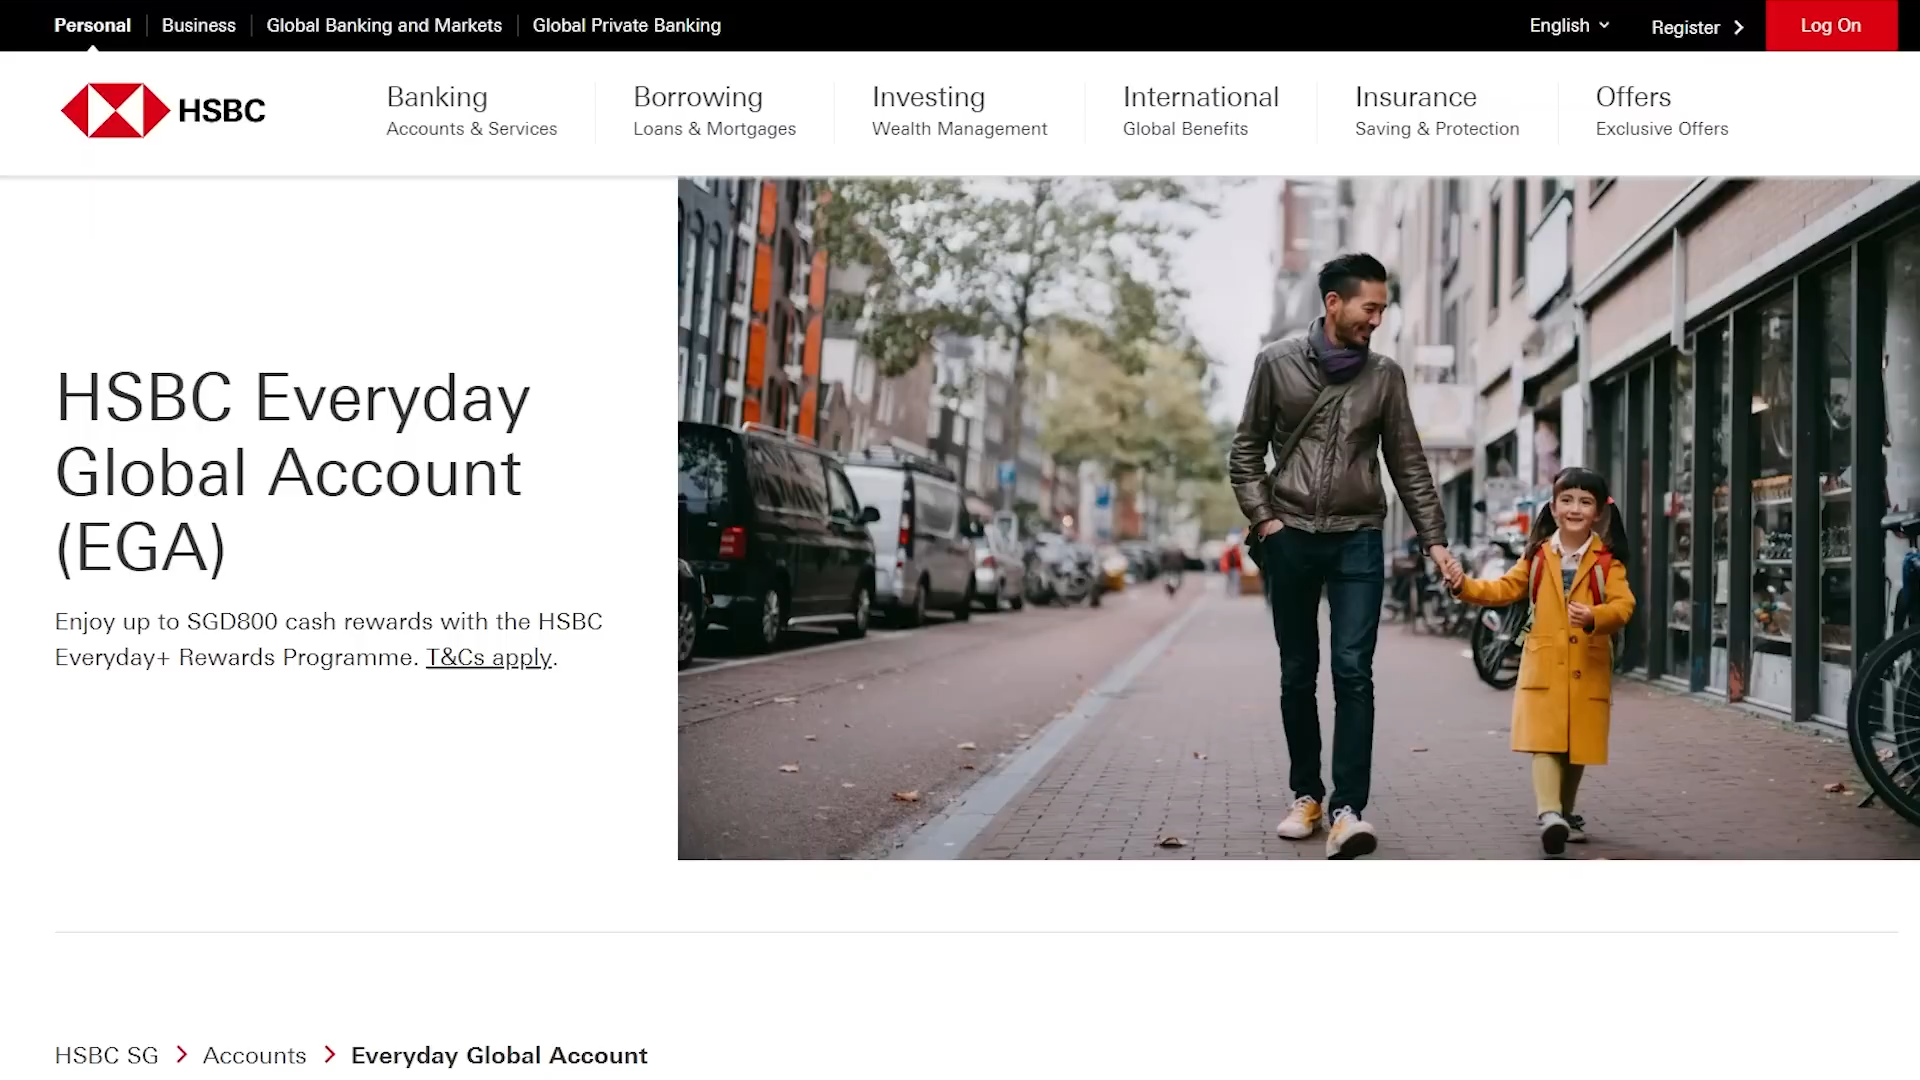 Personal
Business
Global Banking and Markets
Global Private Banking
English
Register
Log On
HSBC
Banking
Accounts & Services
Borrowing
Loans & Mortgages
Investing
Wealth Management
International
Global Benefits
Insurance
Saving & Protection
Offers
Exclusive Offers
HSBC Everyday
Global Account
(EGA)
Enjoy up to SGD800 cash rewards with the HSBC
Everyday+ Rewards Programme. T&Cs apply.
HSBC SG > Accounts > Everyday Global Account